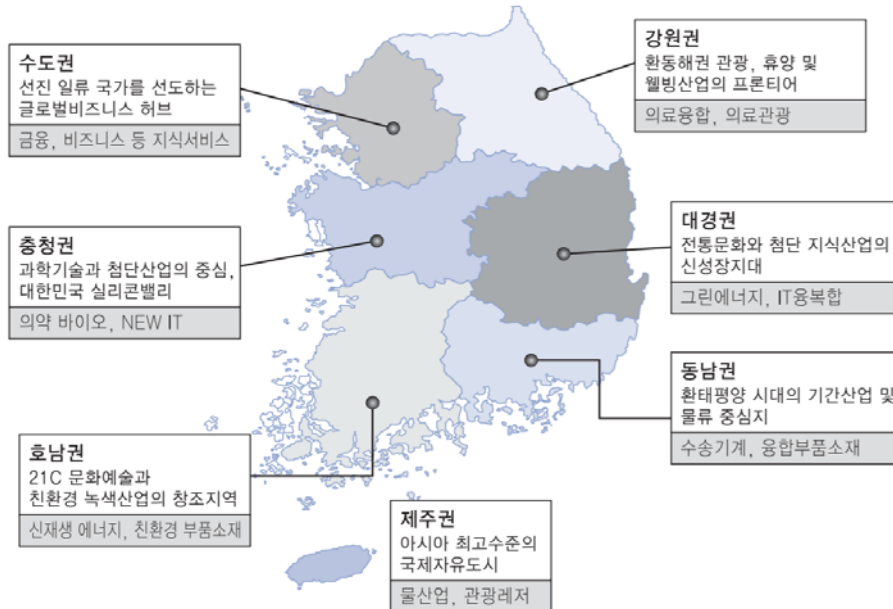 수도권
선진 일류 국가를 선도하는
글로벌비즈니스 허브
금융, 비즈니스 등 지식서비스
강원권
환동해권 관광, 휴양 및
웰빙산업의 프론티어
의료융합, 의료관광
충청권
과학기술과 첨단산업의 중심,
대한민국 실리콘밸리
의약 바이오, NEW IT
대경권
전통문화와 첨단 지식산업의
신성장지대
그린에너지, IT융복합
동남권
환태평양 시대의 기간산업 및
물류 중심지
수송기계, 융합부품소재
호남권
21C 문화예술과
친환경 녹색산업의 창조지역
신재생 에너지, 친환경 부품소재
제주권
아시아 최고수준의
국제자유도시
물산업, 관광레저